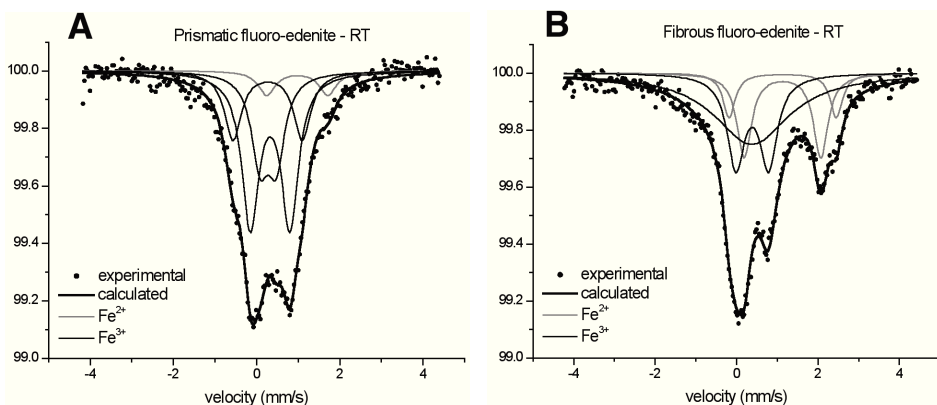 A
Prismatic fluoro-edenite - RT
100.0
99.8
99.6
99.4
99.2
99.0
experimental
calculated
Fe2+
Fe3+
-4 -2 0 2 4
velocity (mm/s)
B
Fibrous fluoro-edenite - RT
100.0
99.8
99.6
99.4
99.2
99.0
experimental
calculated
Fe2+
Fe3+
-4 -2 0 2 4
velocity (mm/s)